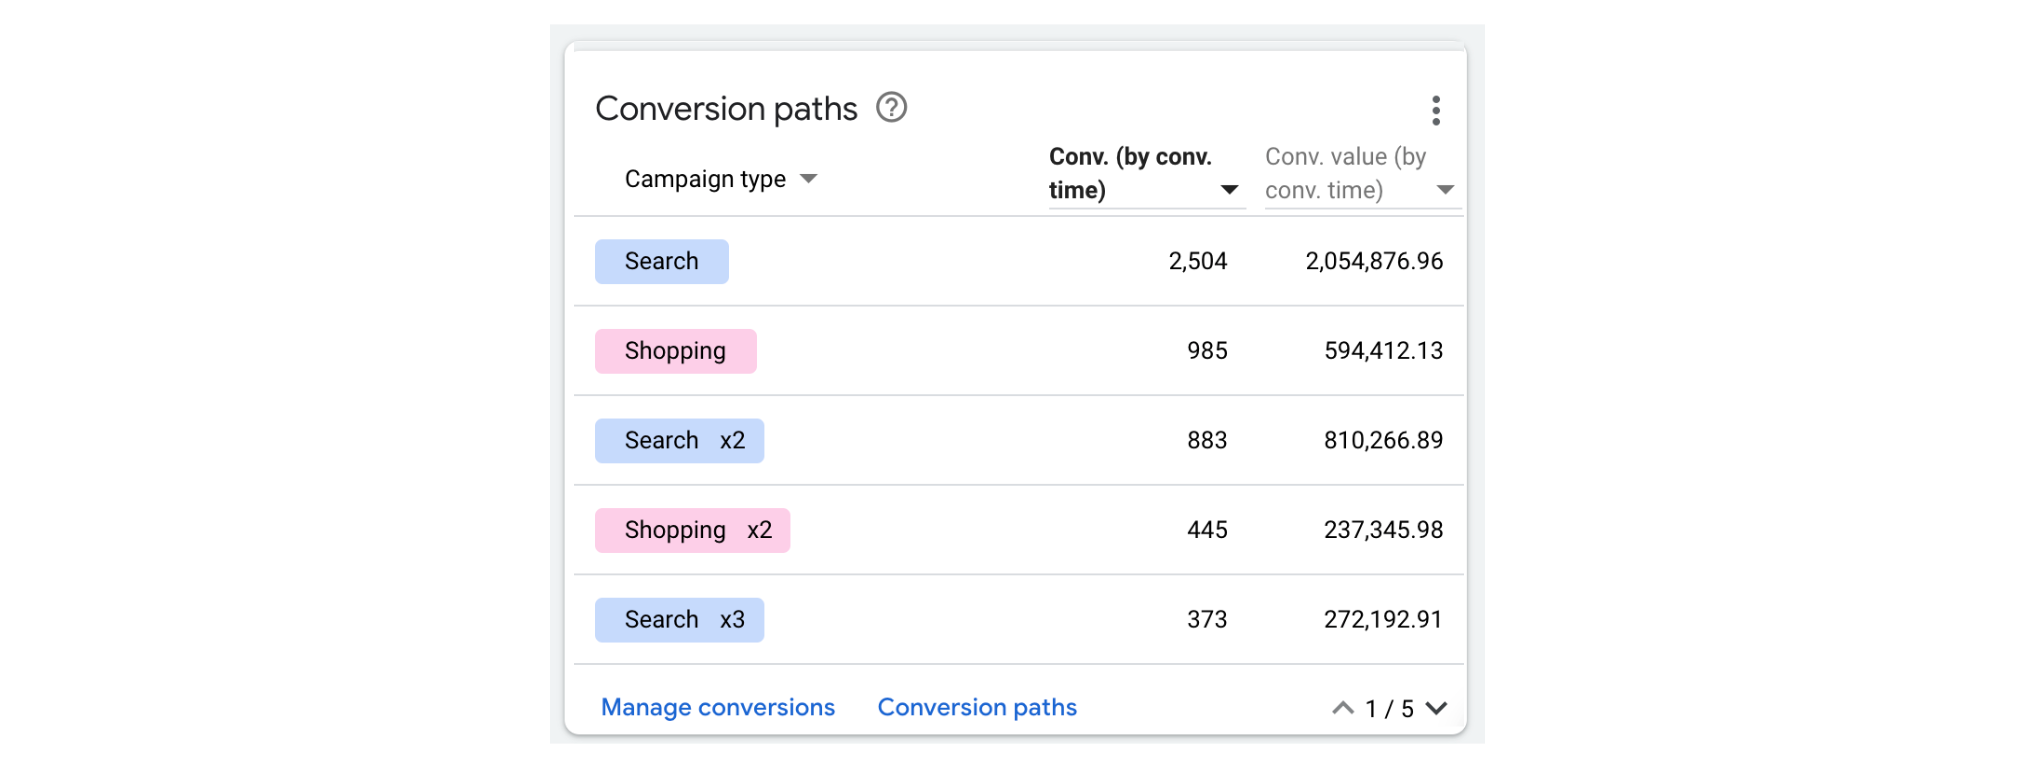 Conversion paths
Campaign type
Conv. (by conv.
time)
Conv. value (by
conv. time)
Search 2,504 2,054,876.96
Shopping 985 594,412.13
Search x2 883 810,266.89
Shopping x2 445 237,345.98
Search x3 373 272,192.91
Manage conversions Conversion paths 1 / 5